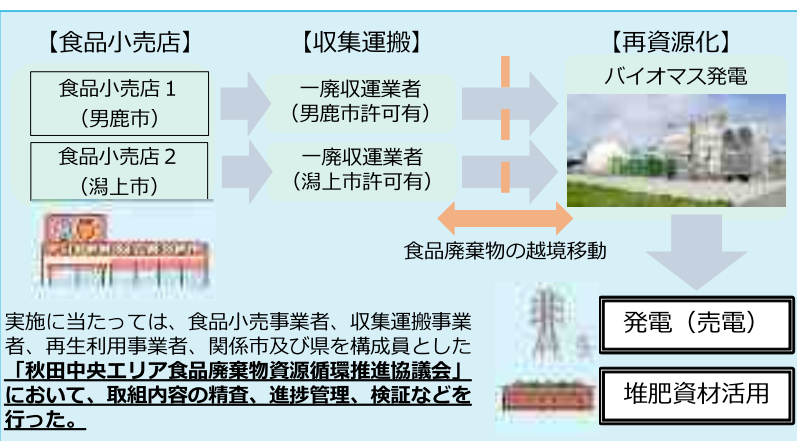 【食品小売店】
【収集運搬】
【再資源化】
食品小売店１
（男鹿市）
一廃収運業者
（男鹿市許可有）
バイオマス発電
食品小売店２
（潟上市）
一廃収運業者
（潟上市許可有）
食品廃棄物の越境移動
発電（売電）
堆肥資材活用
実施に当たっては、食品小売事業者、収集運搬事業
者、再生利用事業者、関係市及び県を構成員とした
「秋田中央エリア食品廃棄物資源循環推進協議会」
において、取組内容の精査、進捗管理、検証などを
行った。